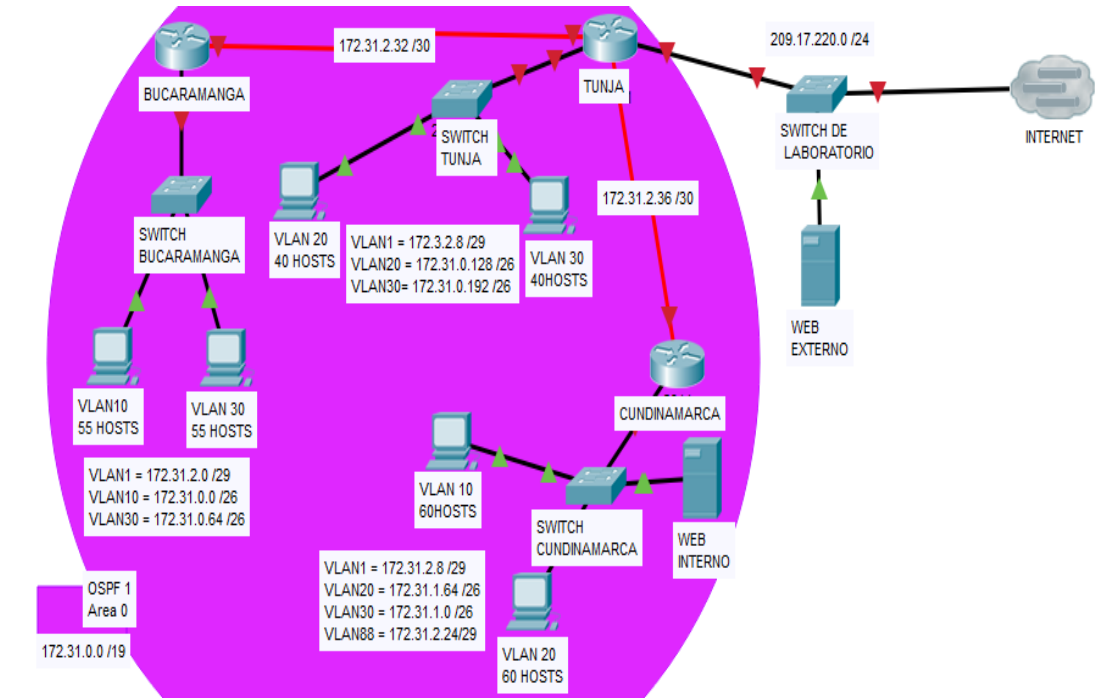 172.31.2.32 /30
209.17.220.0 /24
BUCARAMANGA
TUNJA
SWITCH
TUNJA
SWITCH DE
LABORATORIO
INTERNET
172.31.2.36 /30
SWITCH
BUCARAMANGA
VLAN 20
40 HOSTS
VLAN1 = 172.3.2.8 /29
VLAN20 = 172.31.0.128 /26
VLAN30= 172.31.0.192 /26
VLAN 30
40HOSTS
WEB
EXTERNO
VLAN10
55 HOSTS
VLAN 30
55 HOSTS
CUNDINAMARCA
VLAN1 = 172.31.2.0 /29
VLAN10 = 172.31.0.0 /26
VLAN30 = 172.31.0.64 /26
VLAN 10
60HOSTS
SWITCH
CUNDINAMARCA
WEB
INTERNO
VLAN1 = 172.31.2.8 /29
VLAN20 = 172.31.1.64 /26
VLAN30 = 172.31.1.0 /26
VLAN88 = 172.31.2.24/29
OSPF 1
Area 0
172.31.0.0 /19
VLAN 20
60 HOSTS